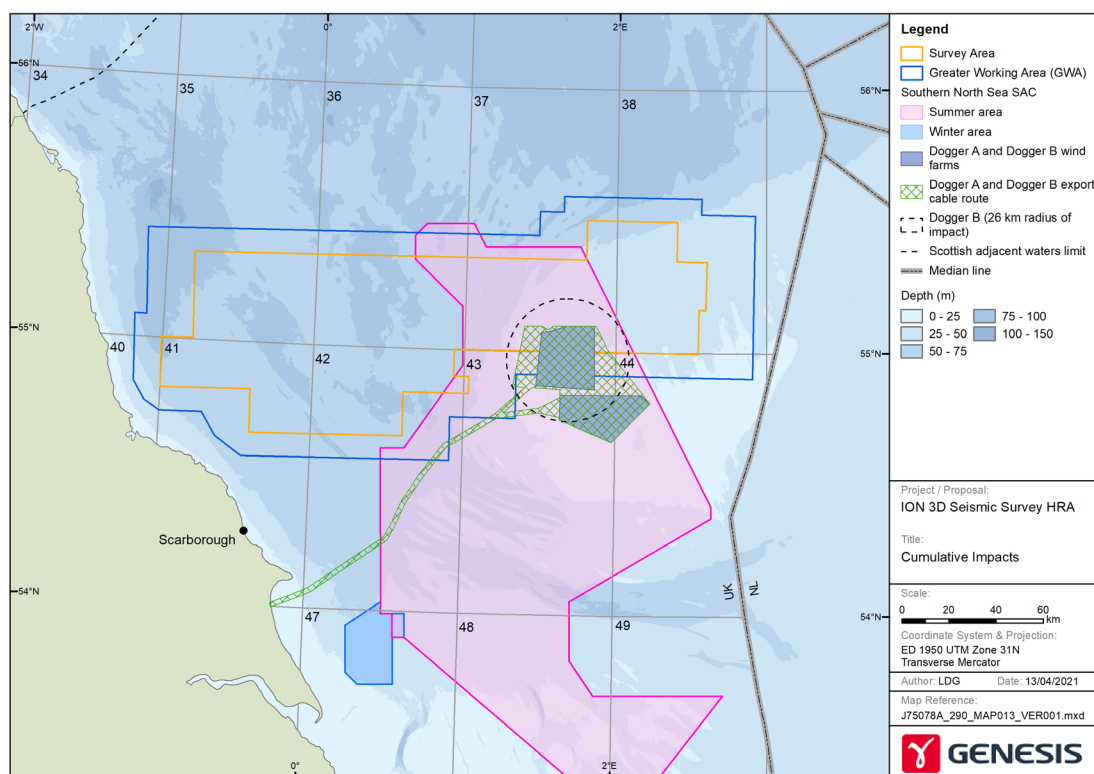 2°W
0°
2°E
56°N
34
35
36
37
38
56°N
55°N
40
41
42
43
44
55°N
Scarborough
54°N
47
48
49
UK
NL
54°N
0°
2°E
Legend
Survey Area
Greater Working Area (GWA)
Southern North Sea SAC
Summer area
Winter area
Dogger A and Dogger B wind
farms
Dogger A and Dogger B export
cable route
Dogger B (26 km radius of
impact)
Scottish adjacent waters limit
Median line
Depth (m)
0 - 25
75 - 100
25 - 50
100 - 150
50 - 75
Project / Proposal:
ION 3D Seismic Survey HRA
Title:
Cumulative Impacts
Scale:
0 20 40 60
km
Coordinate System & Projection:
ED 1950 UTM Zone 31N
Transverse Mercator
Author: LDG Date: 13/04/2021
Map Reference:
J75078A_290_MAP013_VER001.mxd
GENESIS